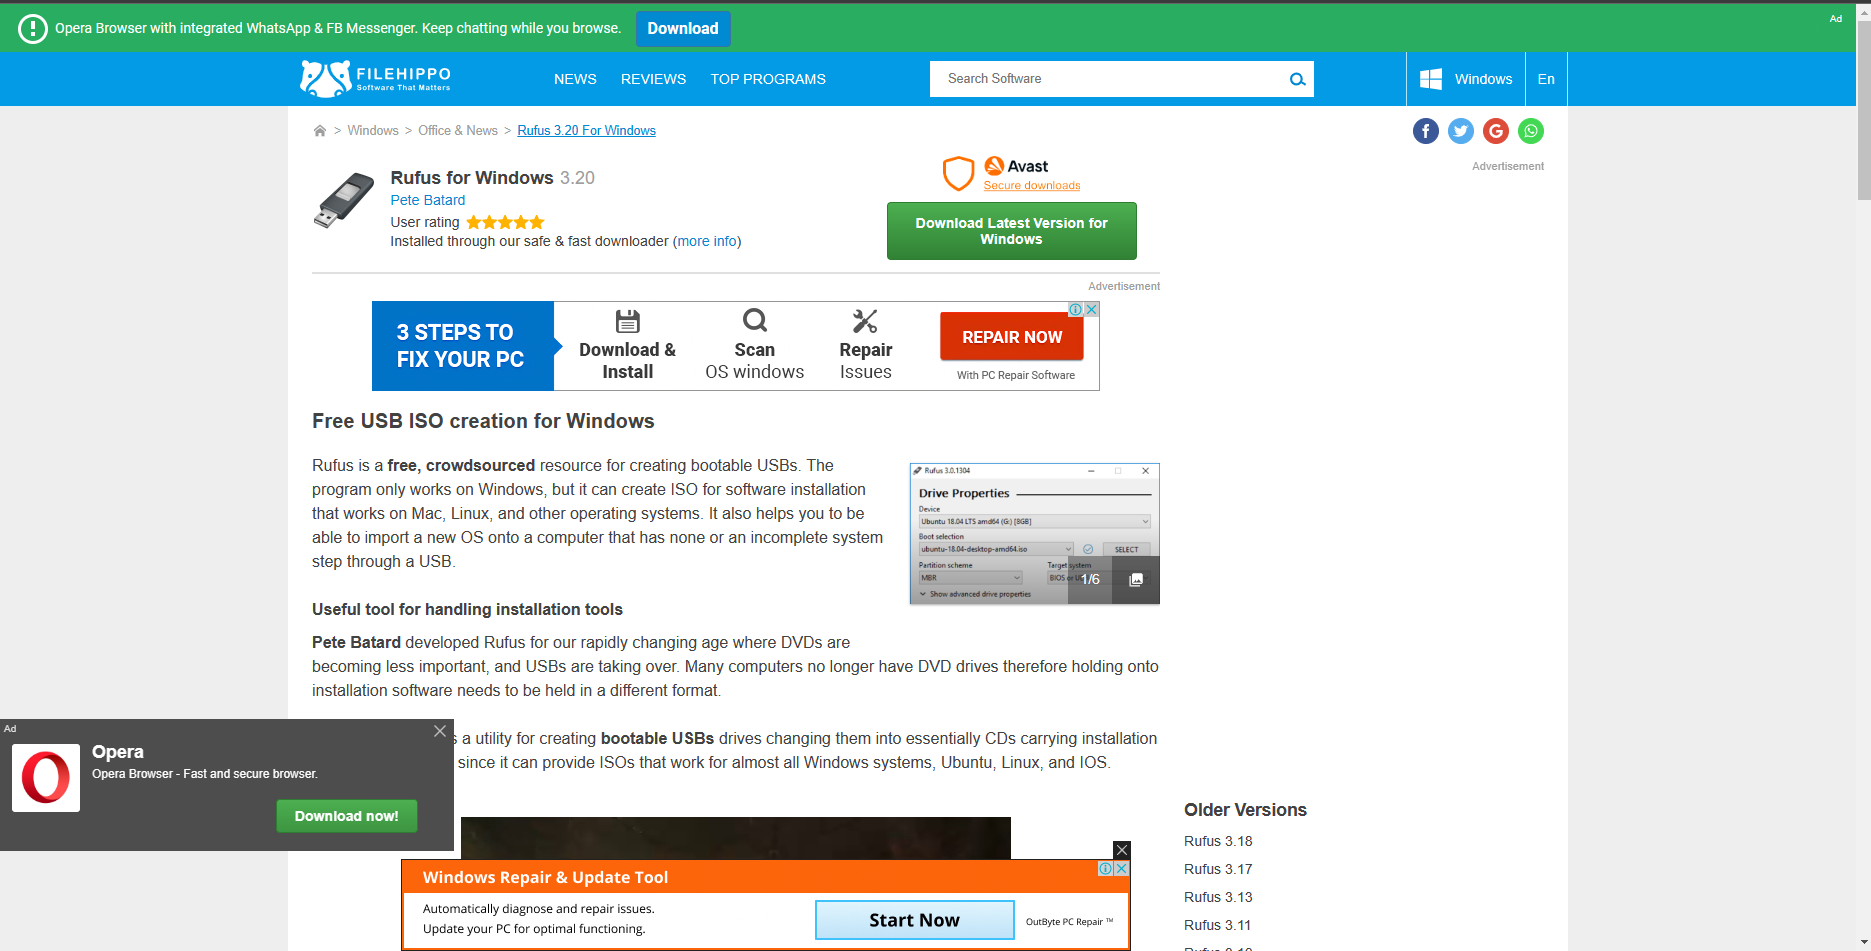 Opera Browser with integrated WhatsApp & FB Messenger. Keep chatting while you browse. Download Ad
FILEHIPPO
Software That Matters
NEWS REVIEWS TOP PROGRAMS
Search Software
Windows En
> Windows > Office & News > Rufus 3.20 For Windows
Advertisement
Rufus for Windows 3.20
Pete Batard
User rating
Installed through our safe & fast downloader (more info)
Avast
Secure downloads
Download Latest Version for
Windows
Advertisement
3 STEPS TO
FIX YOUR PC
Download &
Install
Scan
OS windows
Repair
Issues
REPAIR NOW
With PC Repair Software
Free USB ISO creation for Windows
Rufus is a free, crowdsourced resource for creating bootable USBs. The
program only works on Windows, but it can create ISO for software installation
that works on Mac, Linux, and other operating systems. It also helps you to be
able to import a new OS onto a computer that has none or an incomplete system
step through a USB.
Rufus 3.0.1304
Drive Properties
Device
Ubuntu 18.04 LTS amd64 (G:) [8GB]
Boot selection
ubuntu-18.04-desktop-amd64.iso SELECT
Partition scheme Target system
MBR BIOS or
Show advanced drive properties
1/6
Useful tool for handling installation tools
Pete Batard developed Rufus for our rapidly changing age where DVDs are
becoming less important, and USBs are taking over. Many computers no longer have DVD drives therefore holding onto
installation software needs to be held in a different format.
s a utility for creating bootable USBs drives changing them into essentially CDs carrying installation
since it can provide ISOs that work for almost all Windows systems, Ubuntu, Linux, and IOS.
Ad
Opera
Opera Browser - Fast and secure browser.
Download now!
Older Versions
Rufus 3.18
Rufus 3.17
Rufus 3.13
Rufus 3.11
Windows Repair & Update Tool
Automatically diagnose and repair issues.
Update your PC for optimal functioning.
Start Now
OutByte PC Repair ™